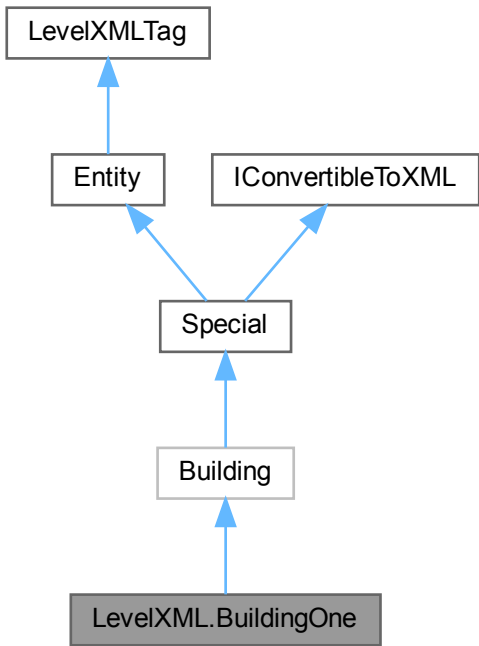 LevelXMLTag
Entity
IConvertibleToXML
Special
Building
LevelXML.BuildingOne